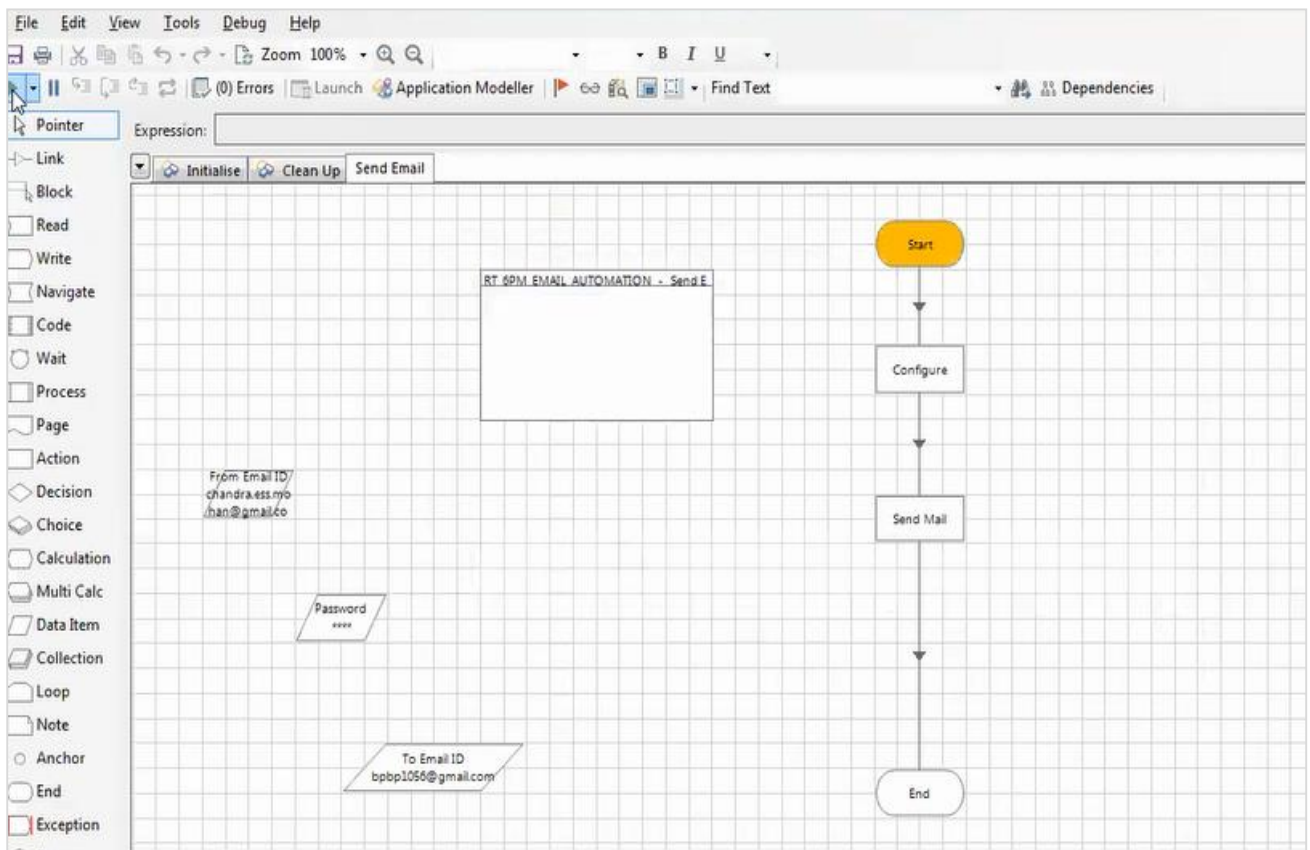 File Edit View Tools Debug Help
Zoom 100% B I U
(0) Errors Launch Application Modeller Find Text Dependencies
Pointer
Expression:
Link
Initialise Clean Up Send Email
Block
Read
Write
Navigate
Code
Wait
Process
Page
Action
Decision
Choice
Calculation
Multi Calc
Data Item
Collection
Loop
Note
Anchor
End
Exception
RT 6PM EMAIL AUTOMATION - Send E
From Email ID
chandra.ess.mo
han@gmail.co
Password
****
To Email ID
bpbp1056@gmail.com
Start
Configure
Send Mail
End